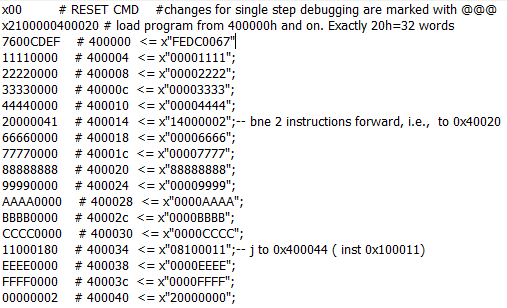 x00 # RESET CMD #changes for single step debugging are marked with @@@
x2100000400020 # load program from 400000h and on. Exactly 20h=32 words
7600CDEF # 400000 <= x"FEDC0067"
11110000 # 400004 <= x"00001111";
22220000 # 400008 <= x"00002222";
33330000 # 40000c <= x"00003333";
44440000 # 400010 <= x"00004444";
20000041 # 400014 <= x"14000002";-- bne 2 instructions forward, i.e., to 0x40020
66660000 # 400018 <= x"00006666";
77770000 # 40001c <= x"00007777";
88888888 # 400020 <= x"88888888";
99990000 # 400024 <= x"00009999";
AAAA0000 # 400028 <= x"0000AAAA";
BBBB0000 # 40002c <= x"0000BBBB";
CCCC0000 # 400030 <= x"0000CCCC";
11000180 # 400034 <= x"08100011";-- j to 0x400044 ( inst 0x100011)
EEEE0000 # 400038 <= x"0000EEEE";
FFFF0000 # 40003c <= x"0000FFFF";
00000002 # 400040 <= x"20000000";